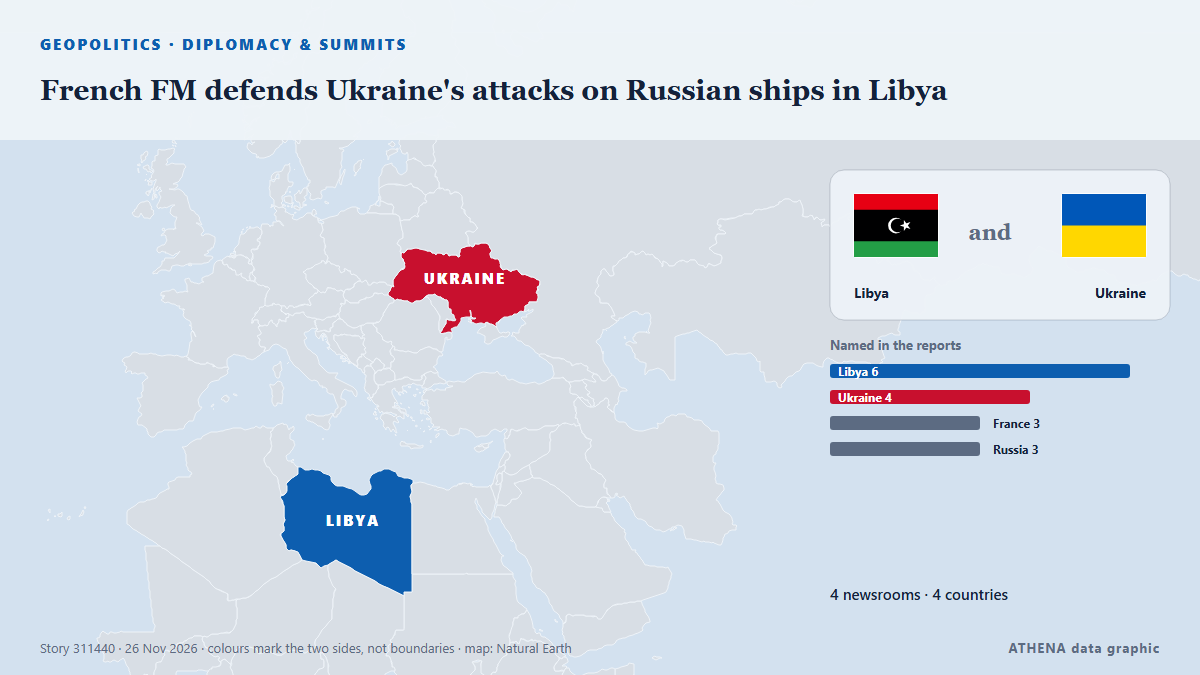 GEOPOLITICS · DIPLOMACY & SUMMITS
French FM defends Ukraine's attacks on Russian ships in Libya
UKRAINE
LIBYA
and
Libya
Ukraine
Named in the reports
Libya 6
Ukraine 4
France 3
Russia 3
4 newsrooms · 4 countries
Story 311440 · 26 Nov 2026 · colours mark the two sides, not boundaries · map: Natural Earth
ATHENA data graphic